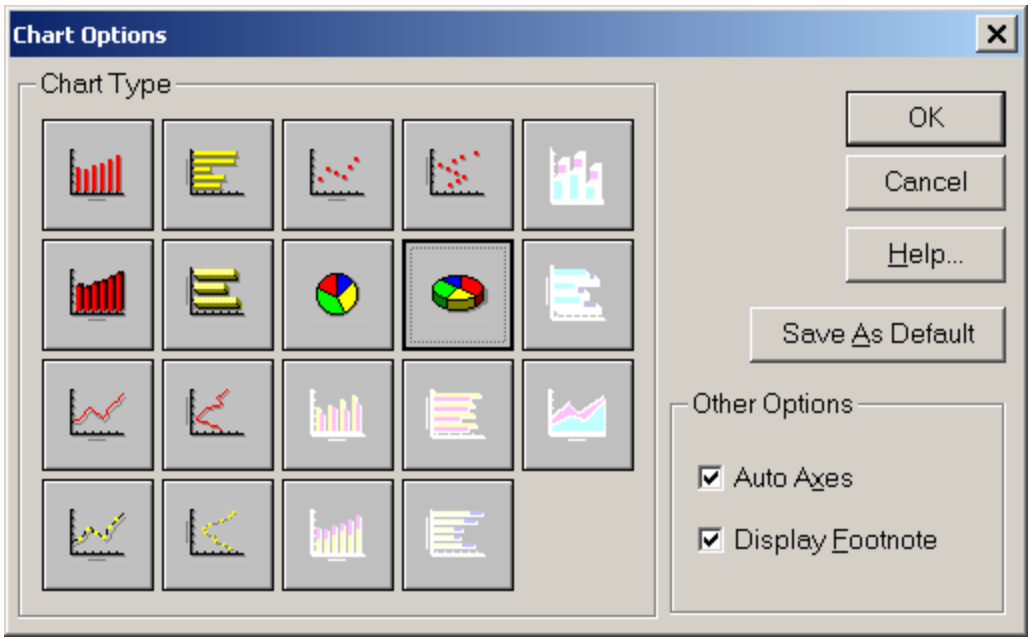 Chart Options
Chart Type
OK
Cancel
Help...
Save As Default
Other Options
Auto Axes
Display Footnote